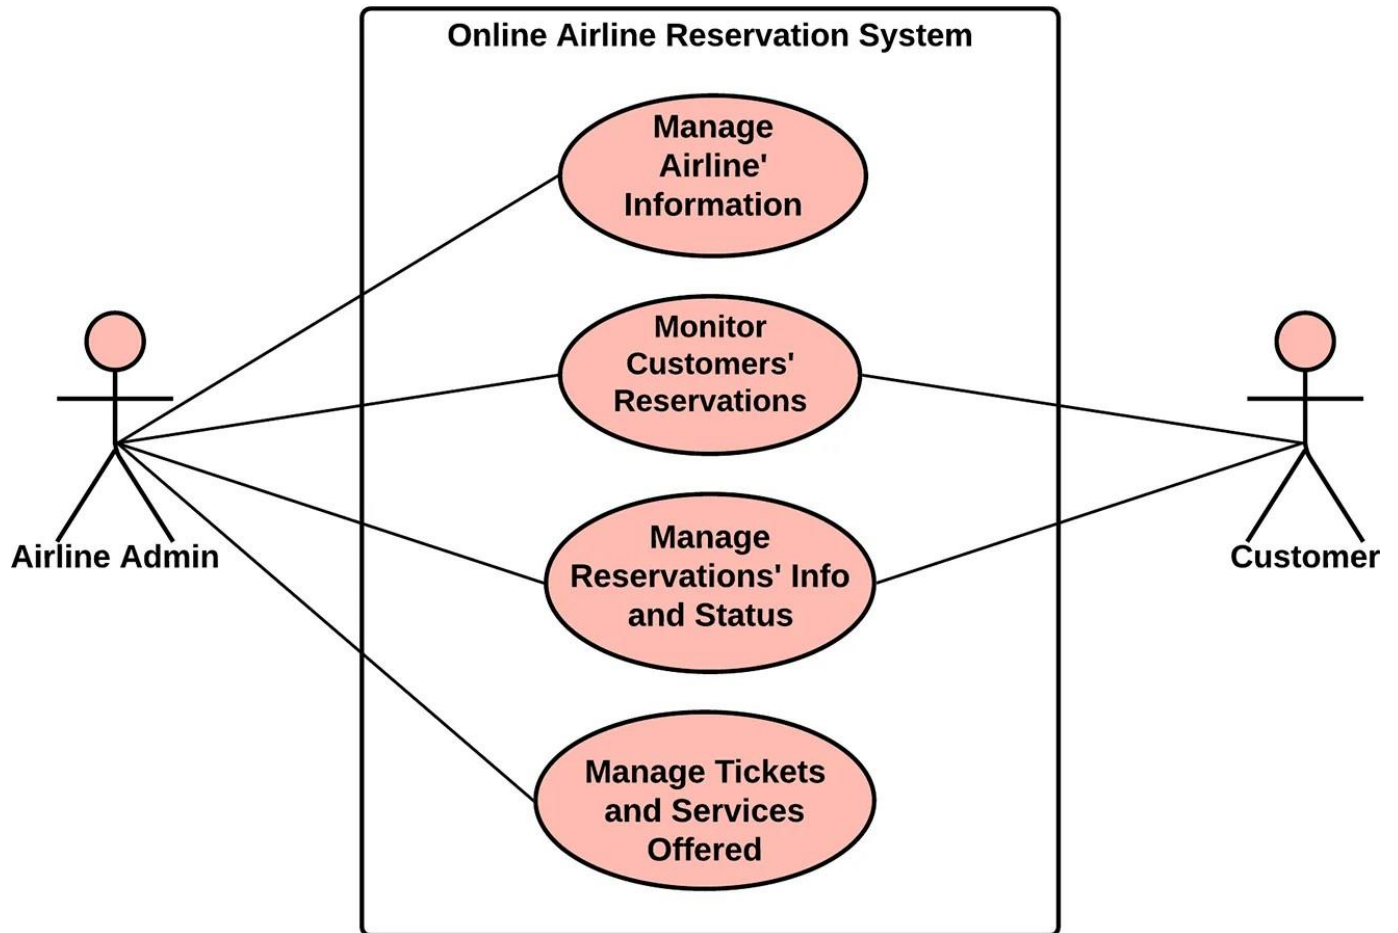 Online Airline Reservation System
Manage
Airline'
Information
Monitor
Customers'
Reservations
Airline Admin
Customer
Manage
Reservations' Info
and Status
Manage Tickets
and Services
Offered